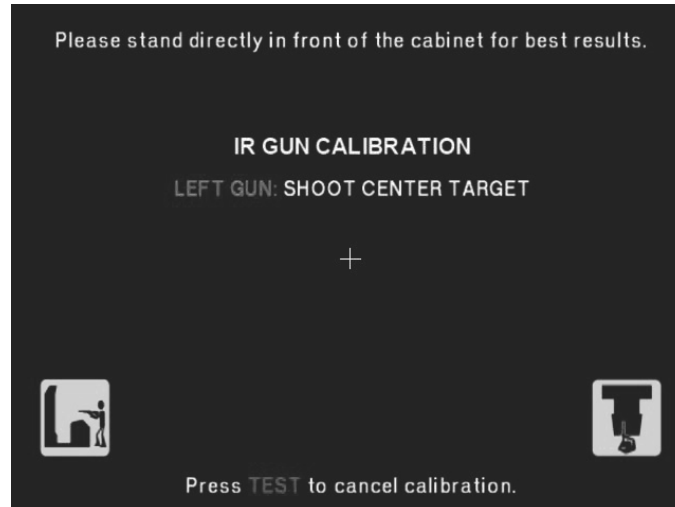 Please stand directly in front of the cabinet for best results.
IR GUN CALIBRATION
LEFT GUN: SHOOT CENTER TARGET
Press TEST to cancel calibration.